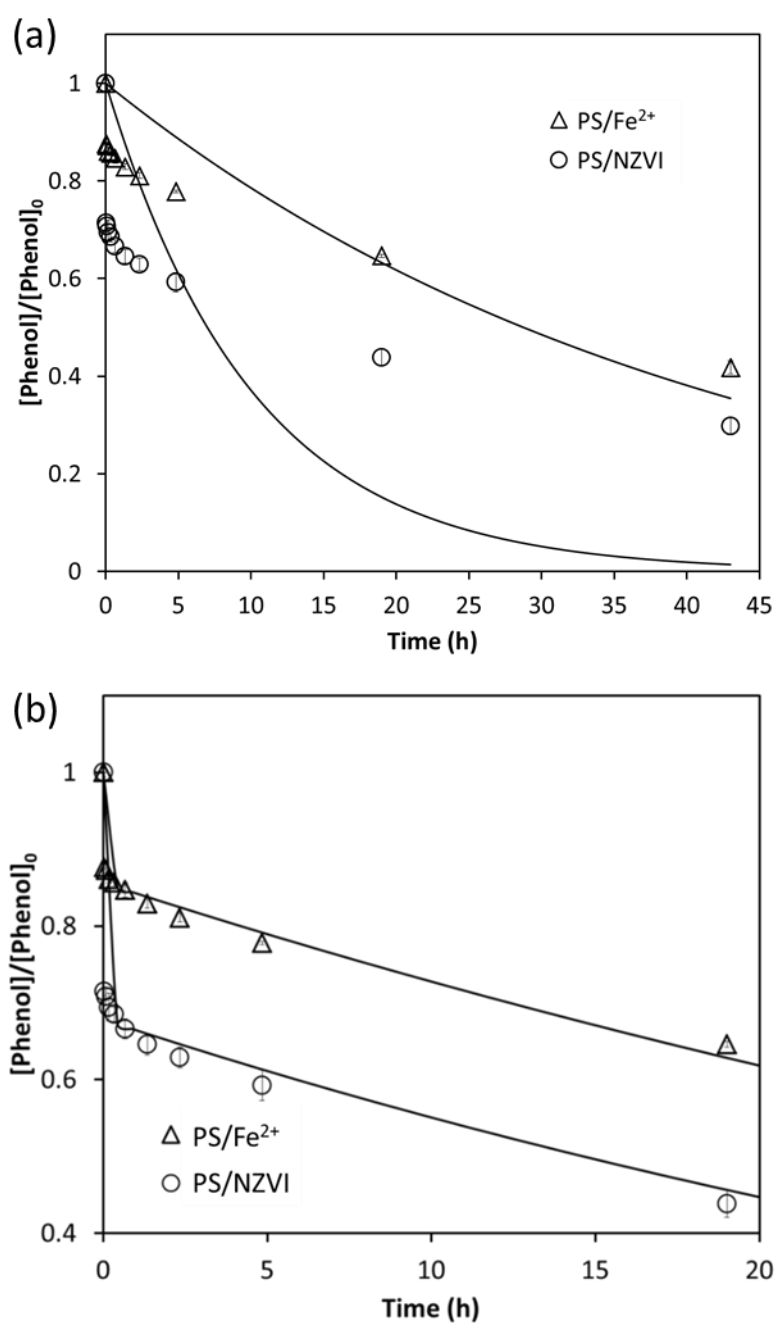 (a)
1
0.8
0.6
0.4
0.2
0
[Phenol]/[Phenol]₀
PS/Fe²⁺
PS/NZVI
0 5 10 15 20 25 30 35 40 45
Time (h)
(b)
1
0.8
0.6
0.4
[Phenol]/[Phenol]₀
PS/Fe²⁺
PS/NZVI
0 5 10 15 20
Time (h)